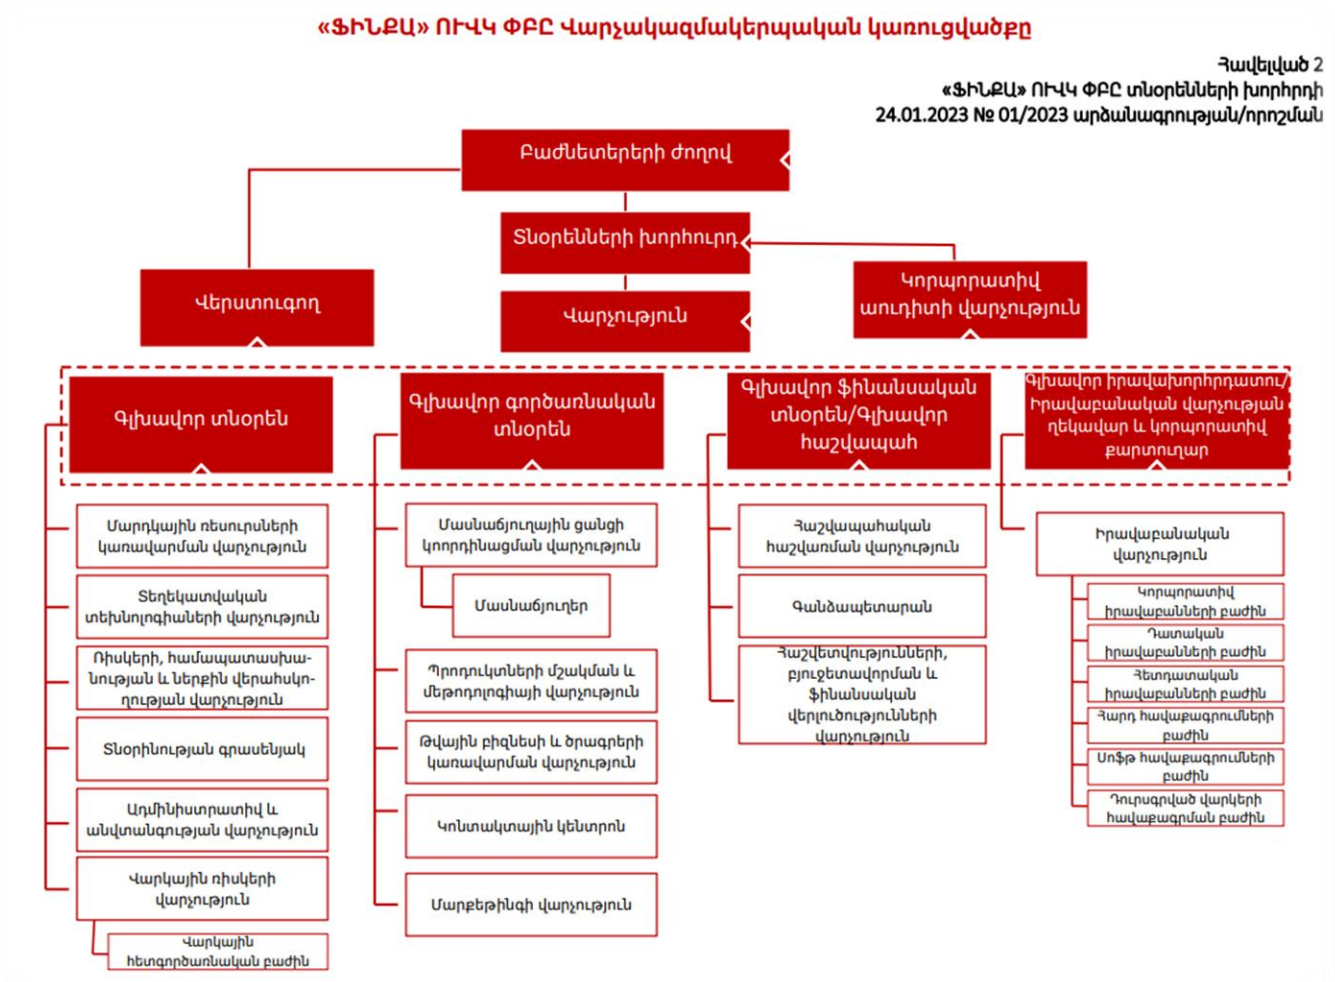 «ՖԻՆՔԱ» ՈՒՎԿ ՓԲԸ Վարչակազմակերպական կառուցվածքը
Հավելված 2
«ՖԻՆՔԱ» ՈՒՎԿ ՓԲԸ տնօրենների խորհրդի
24.01.2023 № 01/2023 արձանագրության/որոշման
Բաժնետերերի ժողով
Տնօրենների խորհուրդ
Վերստուգող
Վարչություն
Կորպորատիվ
աուդիտի վարչություն
Գլխավոր տնօրեն
Գլխավոր գործառնական
տնօրեն
Գլխավոր ֆինանսական
տնօրեն/Գլխավոր
հաշվապահ
Գլխավոր իրավախորհրդատու/
Իրավաբանական վարչության
ղեկավար և կորպորատիվ
քարտուղար
Մարդկային ռեսուրսների
կառավարման վարչություն
Տեղեկատվական
տեխնոլոգիաների վարչություն
Ռիսկերի, համապատասխա-
նության և ներքին վերահսկո-
ղության վարչություն
Տնօրինության գրասենյակ
Ադմինիստրատիվ և
անվտանգության վարչություն
Վարկային ռիսկերի
վարչություն
Վարկային
հետգործառնական բաժին
Մասնաճյուղային ցանցի
կոորդինացման վարչություն
Մասնաճյուղեր
Պրոդուկտների մշակման և
մեթոդոլոգիայի վարչություն
Թվային բիզնեսի և ծրագրերի
կառավարման վարչություն
Կոնտակտային կենտրոն
Մարքեթինգի վարչություն
Հաշվապահական
հաշվառման վարչություն
Գանձապետարան
Հաշվետվությունների,
բյուջետավորման և
ֆինանսական
վերլուծությունների
վարչություն
Իրավաբանական
վարչություն
Կորպորատիվ
իրավաբանների բաժին
Դատական
իրավաբանների բաժին
Հետդատական
իրավաբանների բաժին
Հարդ հավաքագրումների
բաժին
Սոֆթ հավաքագրումների
բաժին
Դուրսգրված վարկերի
հավաքագրման բաժին